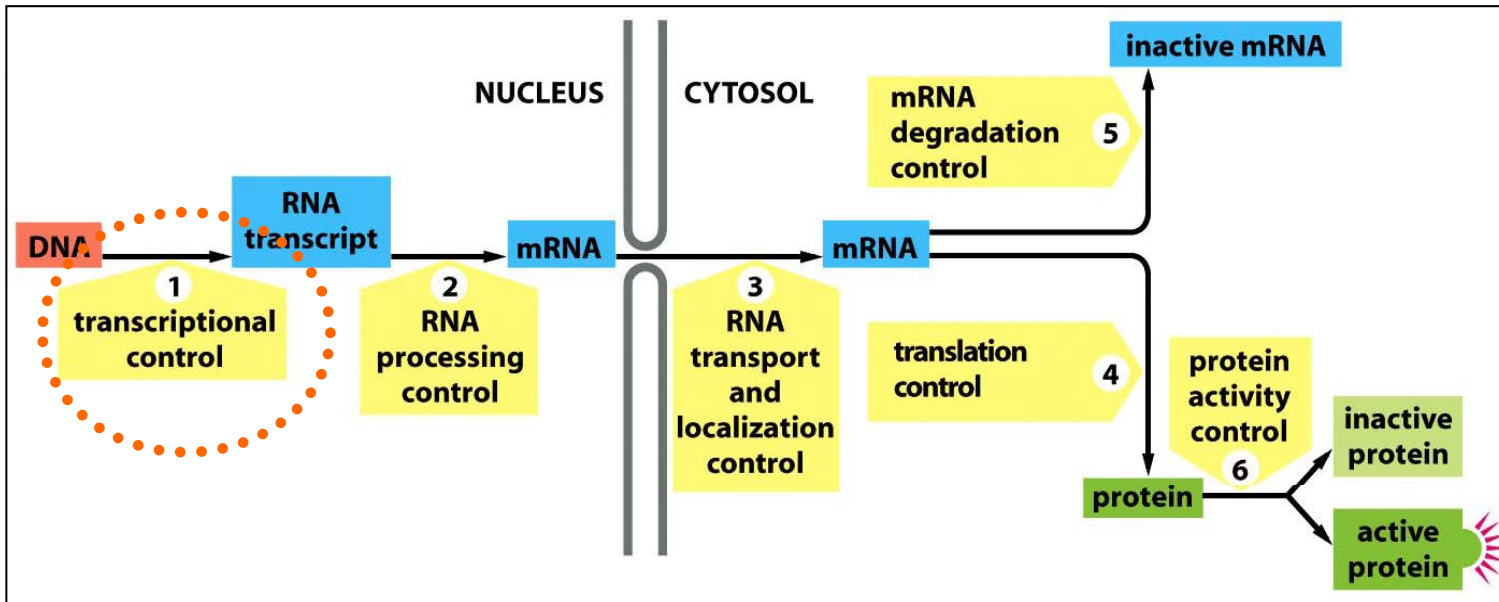 NUCLEUS
CYTOSOL
DNA
RNA
transcript
mRNA
mRNA
inactive mRNA
1
transcriptional
control
2
RNA
processing
control
3
RNA
transport
and
localization
control
mRNA
degradation
control
5
translation
control
4
protein
activity
control
6
protein
inactive
protein
active
protein